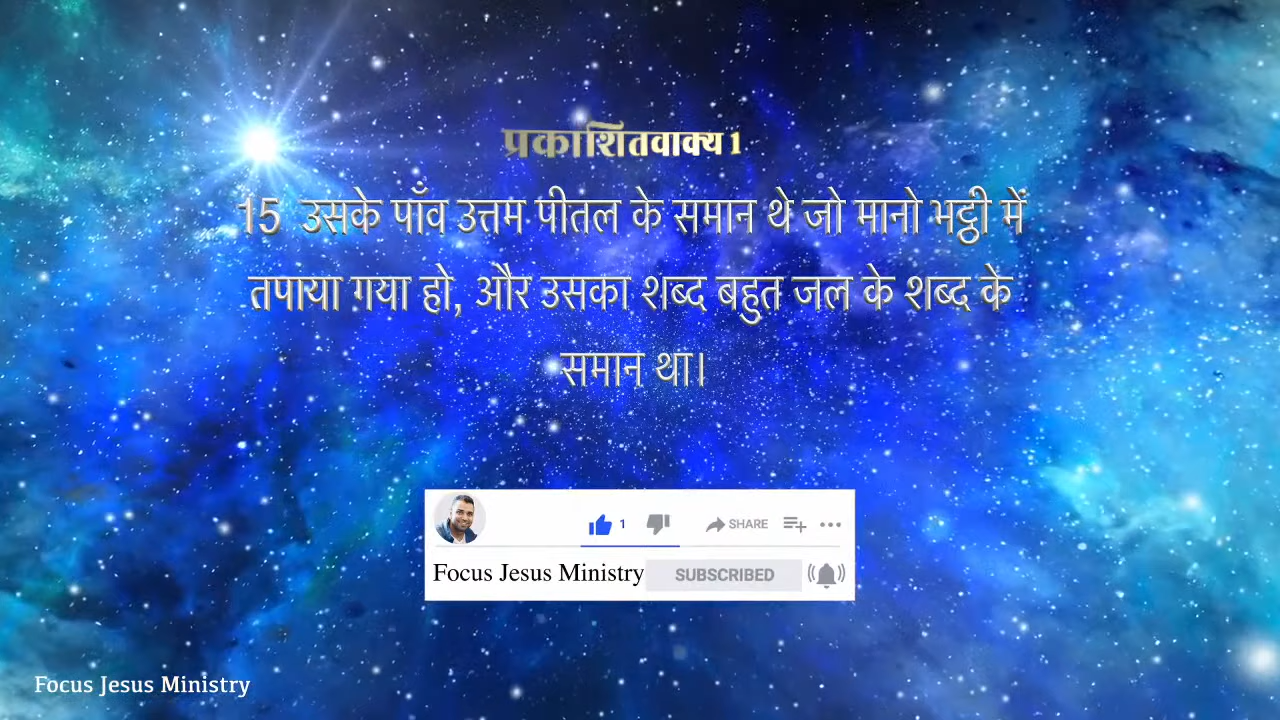 प्रकाशितवाक्य 1
15 उसके पाँव उत्तम पीतल के समान थे जो मानो भट्ठी में
तपाया गया हो, और उसका शब्द बहुत जल के शब्द के
समान था।
1 SHARE
Focus Jesus Ministry SUBSCRIBED
Focus Jesus Ministry